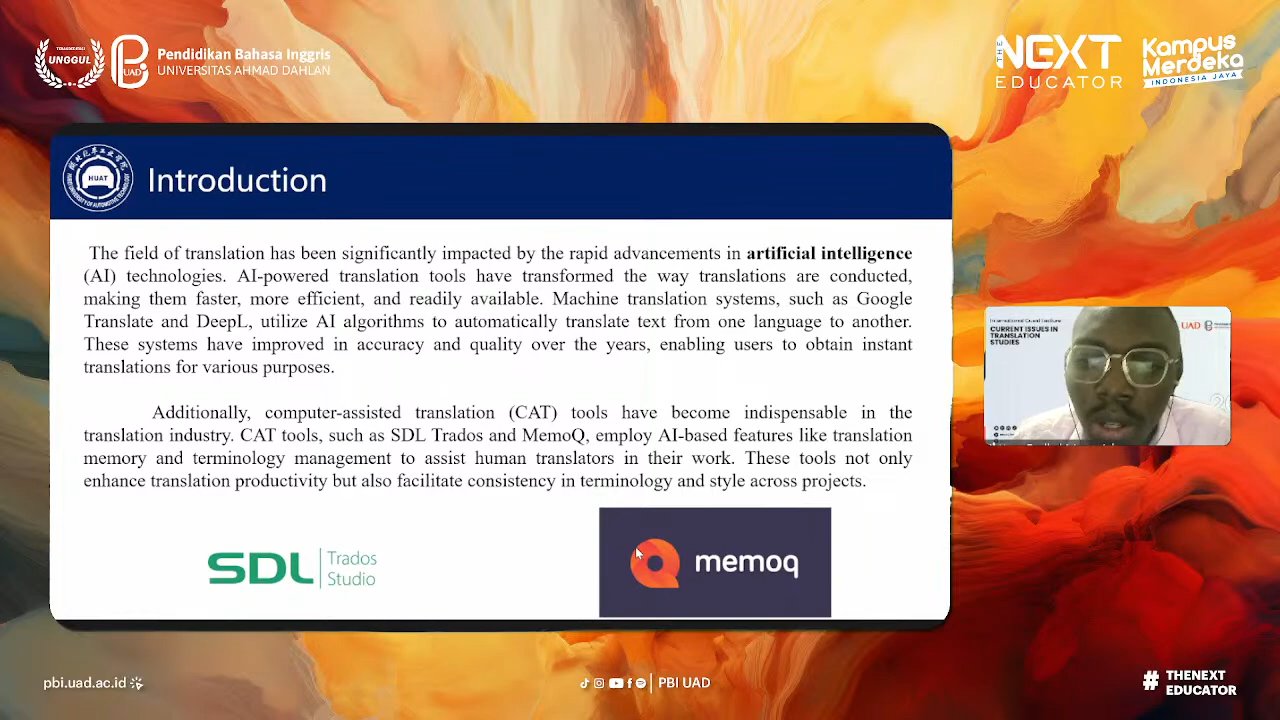 TERAKREDITASI
UNGGUL
UAD
Pendidikan Bahasa Inggris
UNIVERSITAS AHMAD DAHLAN
THE NEXT
EDUCATOR
Kampus
Merdeka
INDONESIA JAYA
HUAT
Introduction
The field of translation has been significantly impacted by the rapid advancements in artificial intelligence
(AI) technologies. AI-powered translation tools have transformed the way translations are conducted,
making them faster, more efficient, and readily available. Machine translation systems, such as Google
Translate and DeepL, utilize AI algorithms to automatically translate text from one language to another.
These systems have improved in accuracy and quality over the years, enabling users to obtain instant
translations for various purposes.
Additionally, computer-assisted translation (CAT) tools have become indispensable in the
translation industry. CAT tools, such as SDL Trados and MemoQ, employ AI-based features like translation
memory and terminology management to assist human translators in their work. These tools not only
enhance translation productivity but also facilitate consistency in terminology and style across projects.
SDL Trados
Studio
memoq
CURRENT ISSUES IN
TRANSLATION
STUDIES
UAD
pbi.uad.ac.id
PBI UAD
# THENEXT
EDUCATOR